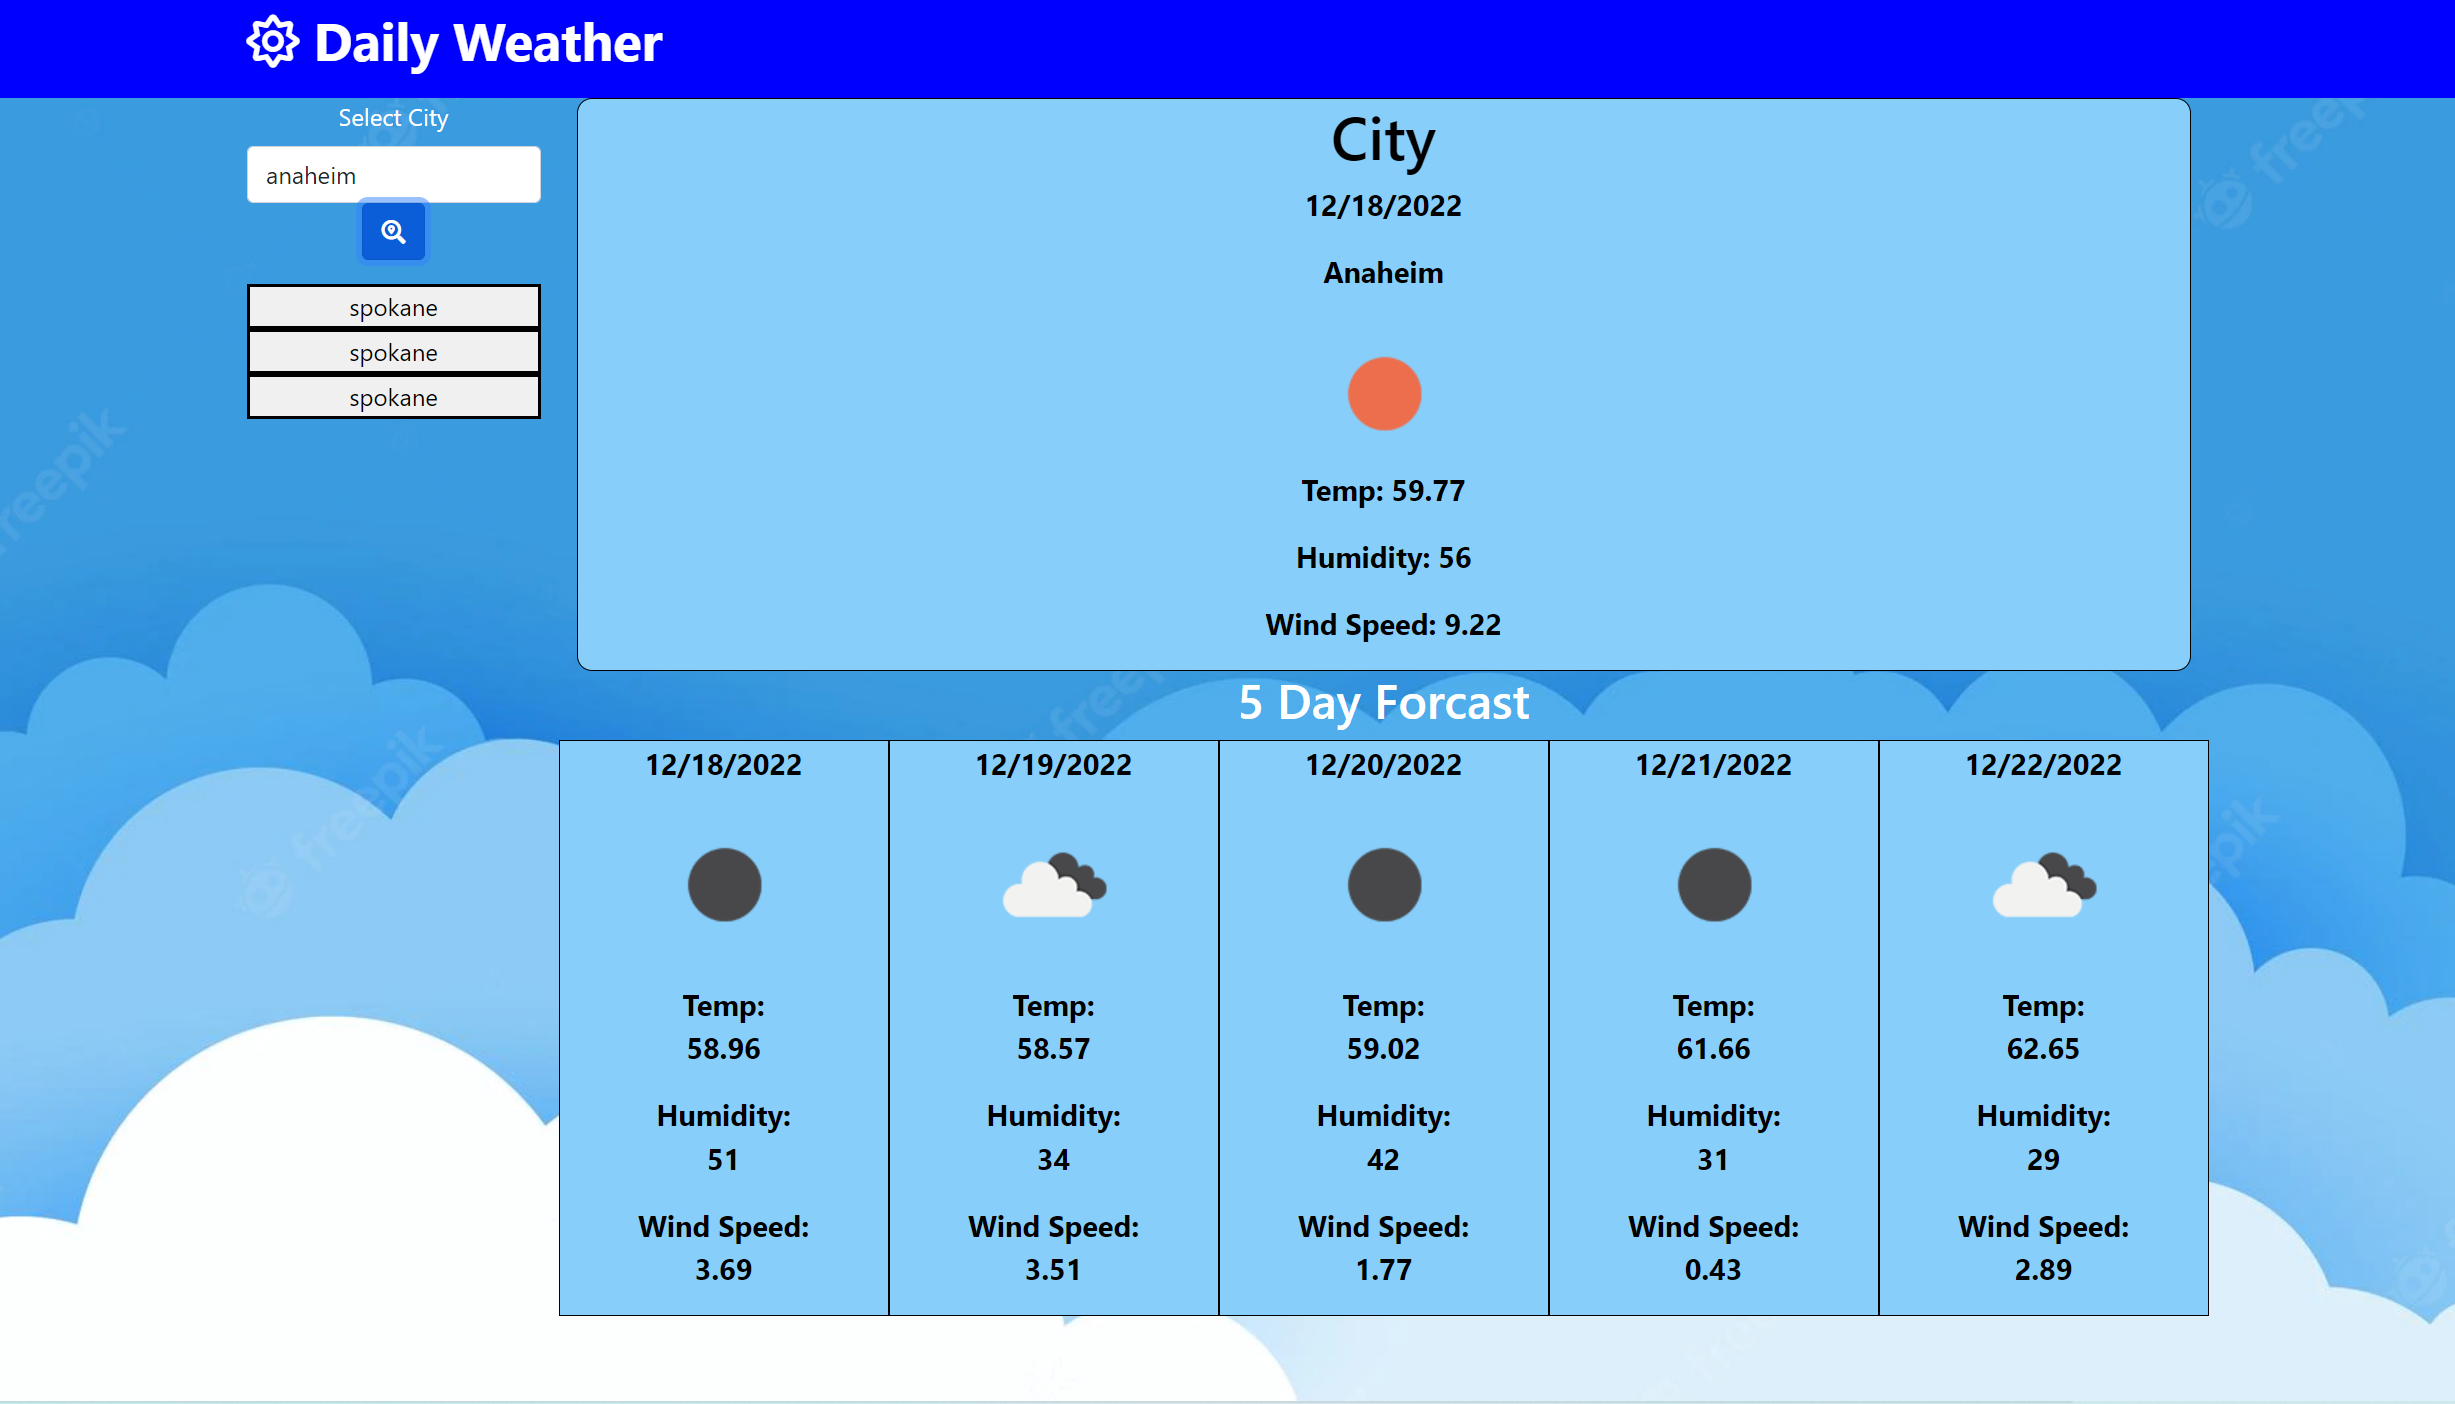 Daily Weather
Select City
anaheim
spokane
spokane
spokane
City
12/18/2022
Anaheim
Temp: 59.77
Humidity: 56
Wind Speed: 9.22
5 Day Forcast
12/18/2022
Temp:
58.96
Humidity:
51
Wind Speed:
3.69
12/19/2022
Temp:
58.57
Humidity:
34
Wind Speed:
3.51
12/20/2022
Temp:
59.02
Humidity:
42
Wind Speed:
1.77
12/21/2022
Temp:
61.66
Humidity:
31
Wind Speed:
0.43
12/22/2022
Temp:
62.65
Humidity:
29
Wind Speed:
2.89
freepik
freepik